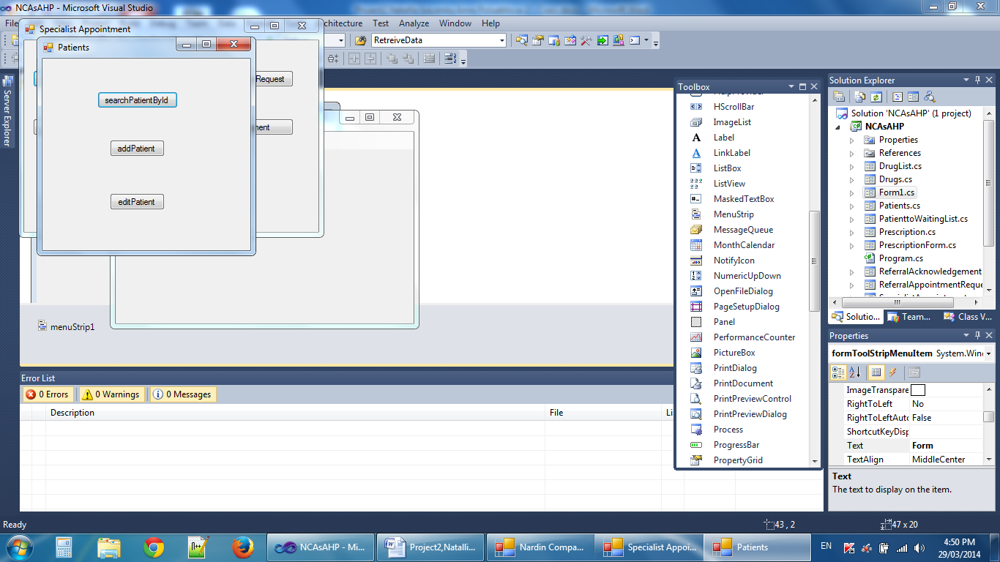 NCAsAHP - Microsoft Visual Studio
Specialist Appointment
Test Analyze Window Help
Patients
RetreiveData
searchPatientById
addPatient
editPatient
Request
Server Explorer
menuStrip1
Toolbox
HScrollBar
ImageList
Label
LinkLabel
ListBox
ListView
MaskedTextBox
MenuStrip
MessageQueue
MonthCalendar
NotifyIcon
NumericUpDown
OpenFileDialog
PageSetupDialog
Panel
PerformanceCounter
PictureBox
PrintDialog
PrintDocument
PrintPreviewControl
PrintPreviewDialog
Process
ProgressBar
PropertyGrid
Solution Explorer
Solution 'NCAsAHP' (1 project)
NCAsAHP
Properties
References
DrugList.cs
Drugs.cs
Form1.cs
Patients.cs
PatienttoWaitingList.cs
Prescription.cs
PrescriptionForm.cs
Program.cs
ReferralAcknowledgement
ReferralAppointmentReque
Solutio... Team... Class V...
Properties
formToolStripMenuItem System.Win
ImageTranspare
RightToLeft No
RightToLeftAuto False
ShortcutKeyDisp
Text Form
TextAlign MiddleCenter
Text
The text to display on the item.
Error List
0 Errors 0 Warnings 0 Messages
Description File Li
Ready 43 , 2 47 x 20
NCAsAHP - Mi... Project2,Natalli... Nardin Compa... Specialist Appoi... Patients EN 4:50 PM
29/03/2014